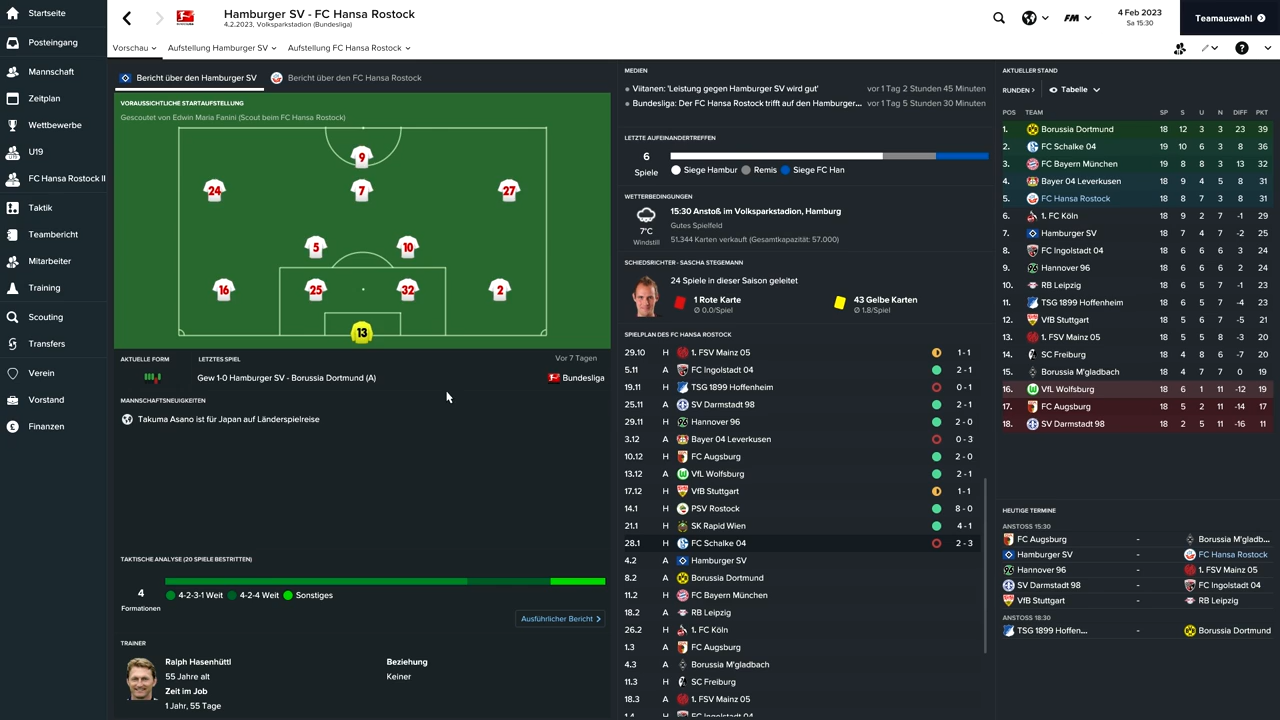 Startseite
Posteingang
Mannschaft
Zeitplan
Wettbewerbe
U19
FC Hansa Rostock II
Taktik
Teambericht
Mitarbeiter
Training
Scouting
Transfers
Verein
Vorstand
Finanzen
Hamburger SV - FC Hansa Rostock
4.2.2023, Volksparkstadion (Bundesliga)
FM
4 Feb 2023
Sa 15:30
Teamauswahl
Vorschau
Aufstellung Hamburger SV
Aufstellung FC Hansa Rostock
Bericht über den Hamburger SV
Bericht über den FC Hansa Rostock
VORAUSSICHTLICHE STARTAUFSTELLUNG
Gescoutet von Edwin Maria Fanini (Scout beim FC Hansa Rostock)
9
24 7 27
5 10
16 25 32 2
13
AKTUELLE FORM
LETZTES SPIEL
Vor 7 Tagen
Gew 1-0 Hamburger SV - Borussia Dortmund (A)
Bundesliga
MANNSCHAFTSNEUIGKEITEN
Takuma Asano ist für Japan auf Länderspielreise
TAKTISCHE ANALYSE (20 SPIELE BESTRITTEN)
4
Formationen
4-2-3-1 Weit 4-2-4 Weit Sonstiges
Ausführlicher Bericht
TRAINER
Ralph Hasenhüttl
55 Jahre alt
Zeit im Job
1 Jahr, 55 Tage
Beziehung
Keiner
MEDIEN
Viitanen: 'Leistung gegen Hamburger SV wird gut' vor 1 Tag 2 Stunden 45 Minuten
Bundesliga: Der FC Hansa Rostock trifft auf den Hamburger... vor 1 Tag 5 Stunden 30 Minuten
LETZTE AUFEINANDERTREFFEN
6
Spiele
Siege Hambur Remis Siege FC Han
WETTERBEDINGUNGEN
7°C
Windstill
15:30 Anstoß im Volksparkstadion, Hamburg
Gutes Spielfeld
51.344 Karten verkauft (Gesamtkapazität: 57.000)
SCHIEDSRICHTER - SASCHA STEGEMANN
24 Spiele in dieser Saison geleitet
1 Rote Karte
Ø 0.0/Spiel
43 Gelbe Karten
Ø 1.8/Spiel
SPIELPLAN DES FC HANSA ROSTOCK
29.10 H 1. FSV Mainz 05 1 - 1
5.11 A FC Ingolstadt 04 2 - 1
19.11 H TSG 1899 Hoffenheim 0 - 1
25.11 A SV Darmstadt 98 2 - 1
29.11 H Hannover 96 2 - 0
3.12 A Bayer 04 Leverkusen 0 - 3
10.12 H FC Augsburg 2 - 0
13.12 A VfL Wolfsburg 2 - 1
17.12 H VfB Stuttgart 1 - 1
14.1 H PSV Rostock 8 - 0
21.1 H SK Rapid Wien 4 - 1
28.1 H FC Schalke 04 2 - 3
4.2 A Hamburger SV
8.2 A Borussia Dortmund
11.2 H FC Bayern München
18.2 A RB Leipzig
26.2 H 1. FC Köln
1.3 A FC Augsburg
4.3 A Borussia M'gladbach
11.3 H SC Freiburg
18.3 A 1. FSV Mainz 05
1.4 H FC Ingolstadt 04
AKTUELLER STAND
RUNDEN
Tabelle
POS TEAM SP S U N DIFF PKT
1. Borussia Dortmund 18 12 3 3 23 39
2. FC Schalke 04 19 10 6 3 8 36
3. FC Bayern München 19 8 8 3 13 32
4. Bayer 04 Leverkusen 18 9 4 5 8 31
5. FC Hansa Rostock 18 8 7 3 8 31
6. 1. FC Köln 18 9 2 7 -1 29
7. Hamburger SV 18 7 4 7 -2 25
8. FC Ingolstadt 04 18 6 6 6 3 24
9. Hannover 96 18 6 6 6 2 24
10. RB Leipzig 18 6 5 7 -1 23
11. TSG 1899 Hoffenheim 18 6 5 7 -4 23
12. VfB Stuttgart 18 5 6 7 -5 21
13. 1. FSV Mainz 05 18 5 5 8 -3 20
14. SC Freiburg 18 4 8 6 -7 20
15. Borussia M'gladbach 18 4 7 7 0 19
16. VfL Wolfsburg 18 6 1 11 -12 19
17. FC Augsburg 18 5 2 11 -14 17
18. SV Darmstadt 98 18 2 5 11 -16 11
HEUTIGE TERMINE
ANSTOSS 15:30
FC Augsburg - Borussia M'gladb...
Hamburger SV - FC Hansa Rostock
Hannover 96 - 1. FSV Mainz 05
SV Darmstadt 98 - FC Ingolstadt 04
VfB Stuttgart - RB Leipzig
ANSTOSS 18:30
TSG 1899 Hoffen... - Borussia Dortmund